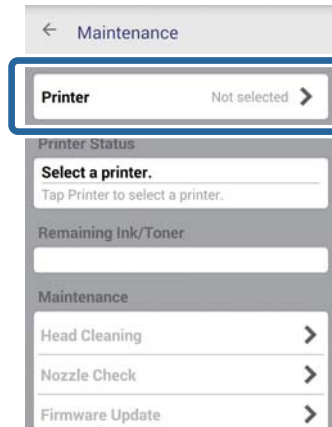 Maintenance
Printer Not selected
Printer Status
Select a printer.
Tap Printer to select a printer.
Remaining Ink/Toner
Maintenance
Head Cleaning
Nozzle Check
Firmware Update